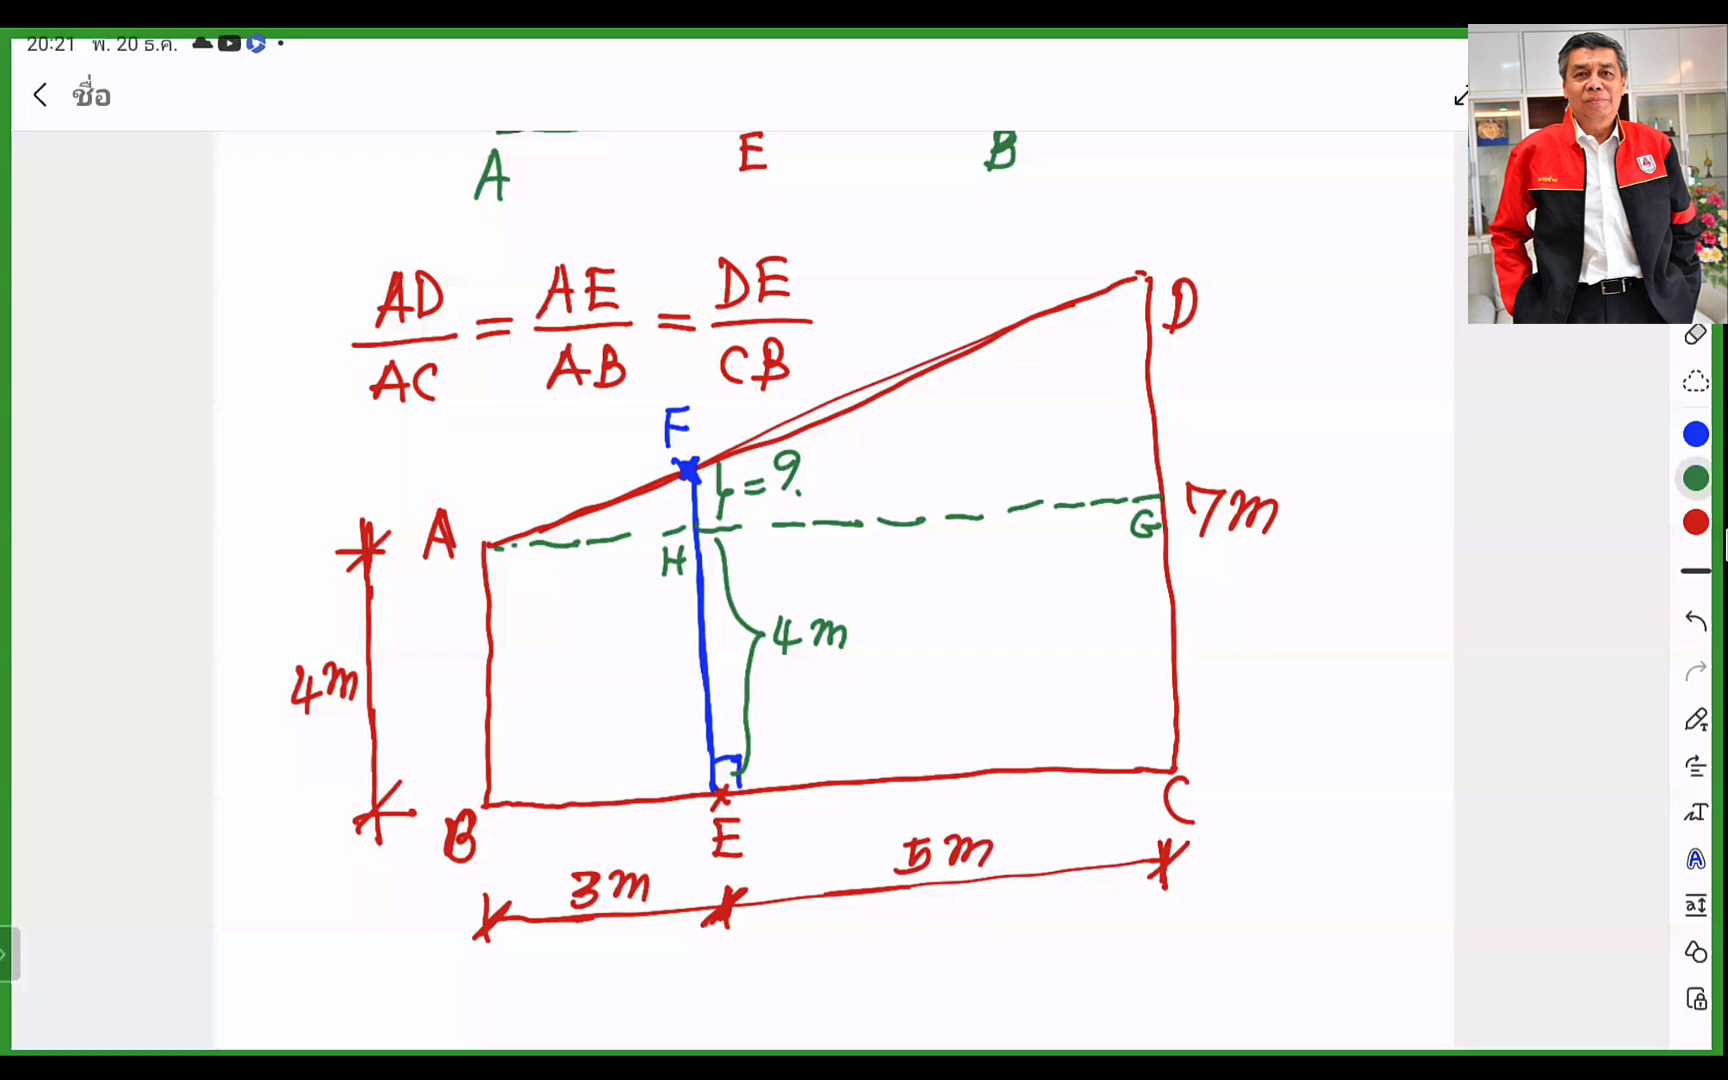 20:21 พ. 20 ธ.ค.
ชื่อ
A E B
AD/AC = AE/AB = DE/CB
D
F
= ?
A
H
G
7m
4m
4m
B
E
C
3m
5m